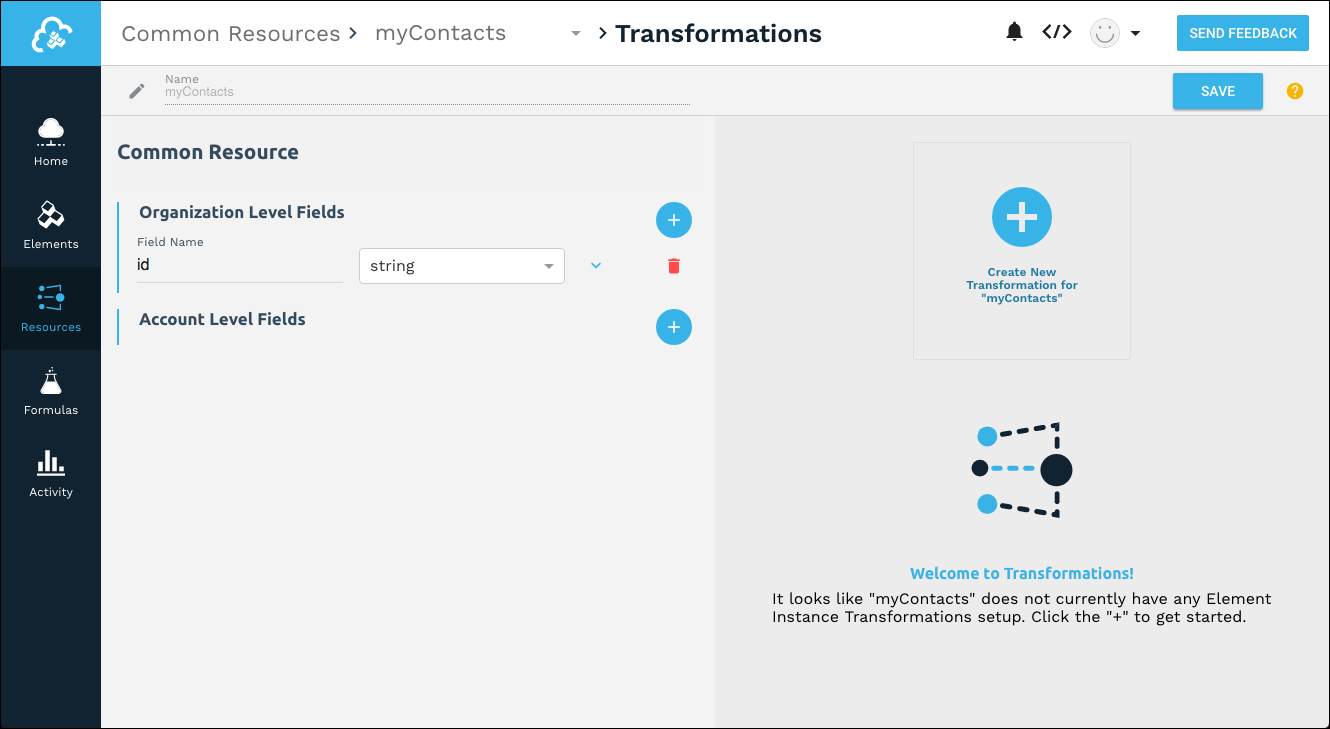 Common Resources > myContacts > Transformations
</> SEND FEEDBACK
Name
myContacts
SAVE
?
Home
Elements
Resources
Formulas
Activity
Common Resource
Organization Level Fields
+
Field Name
id
string
Account Level Fields
+
+
Create New
Transformation for
"myContacts"
Welcome to Transformations!
It looks like "myContacts" does not currently have any Element
Instance Transformations setup. Click the "+" to get started.